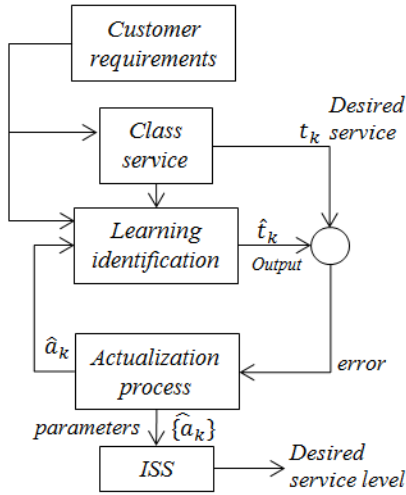 Customer
requirements
Desired
service
Class
service
t_k
Learning
identification
t̂_k
Output
â_k
Actualization
process
error
parameters {â_k}
ISS
Desired
service level